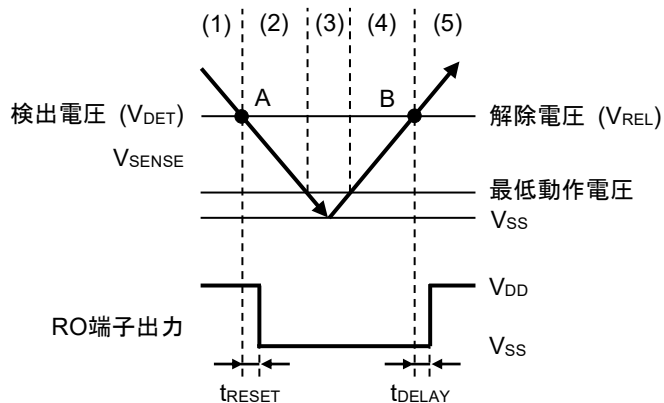 (1) (2) (3) (4) (5)
A B
検出電圧 (VDET) 解除電圧 (VREL)
VSENSE
最低動作電圧
VSS
VDD
RO端子出力
VSS
tRESET tDELAY